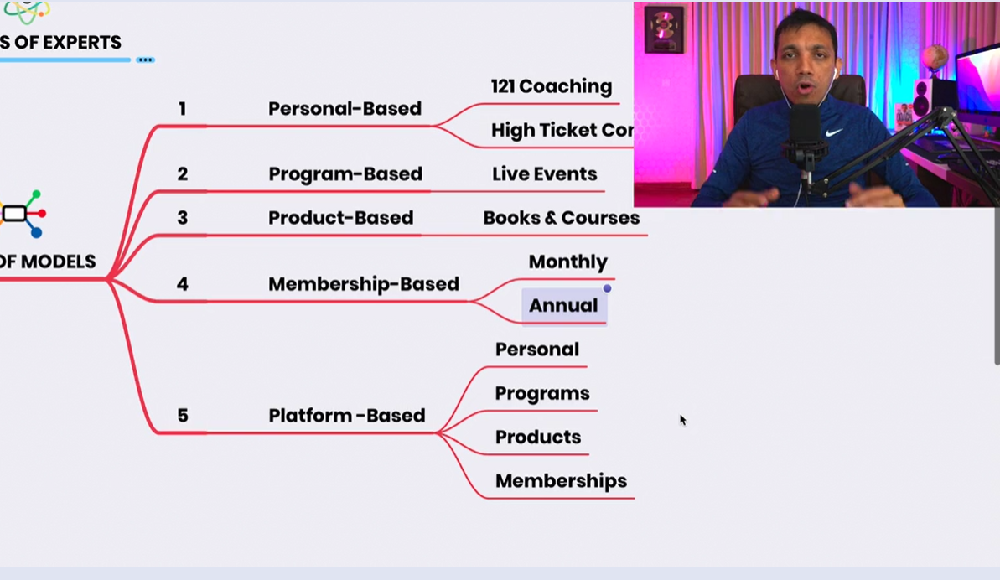 S OF EXPERTS
OF MODELS
1 Personal-Based
121 Coaching
High Ticket Con
2 Program-Based Live Events
3 Product-Based Books & Courses
4 Membership-Based
Monthly
Annual
5 Platform -Based
Personal
Programs
Products
Memberships